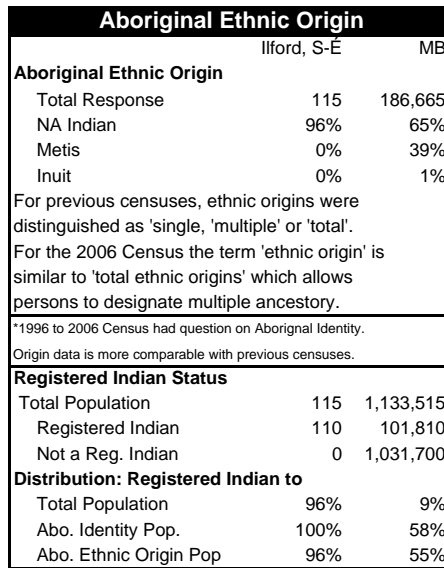 Aboriginal Ethnic Origin
Ilford, S-É MB
Aboriginal Ethnic Origin
Total Response 115 186,665
NA Indian 96% 65%
Metis 0% 39%
Inuit 0% 1%
For previous censuses, ethnic origins were
distinguished as 'single, 'multiple' or 'total'.
For the 2006 Census the term 'ethnic origin' is
similar to 'total ethnic origins' which allows
persons to designate multiple ancestory.
*1996 to 2006 Census had question on Aborignal Identity.
Origin data is more comparable with previous censuses.
Registered Indian Status
Total Population 115 1,133,515
Registered Indian 110 101,810
Not a Reg. Indian 0 1,031,700
Distribution: Registered Indian to
Total Population 96% 9%
Abo. Identity Pop. 100% 58%
Abo. Ethnic Origin Pop 96% 55%